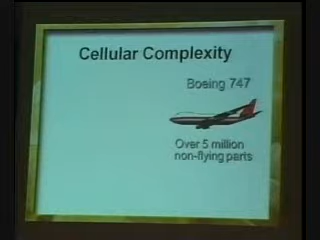 Cellular Complexity
Boeing 747
Over 5 million
non-flying parts